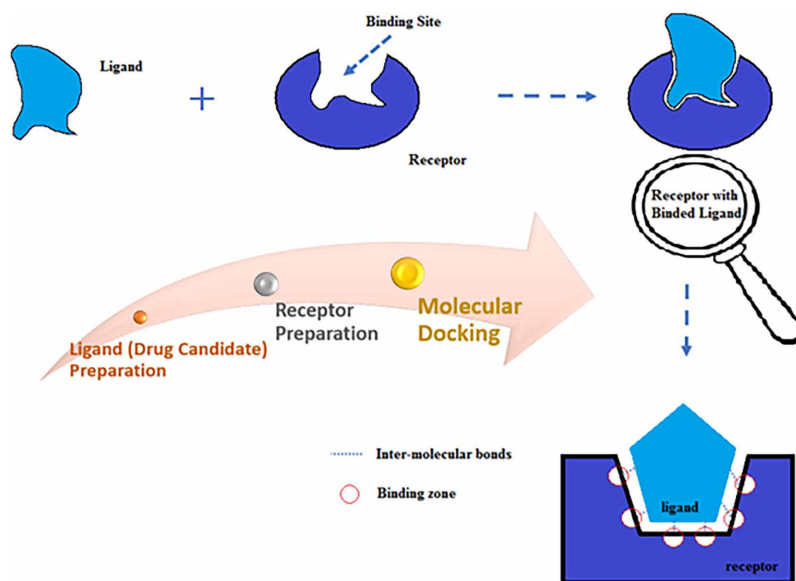 Binding Site
Ligand
+
Receptor
Receptor with
Binded Ligand
Molecular
Docking
Receptor
Preparation
Ligand (Drug Candidate)
Preparation
Inter-molecular bonds
Binding zone
ligand
receptor